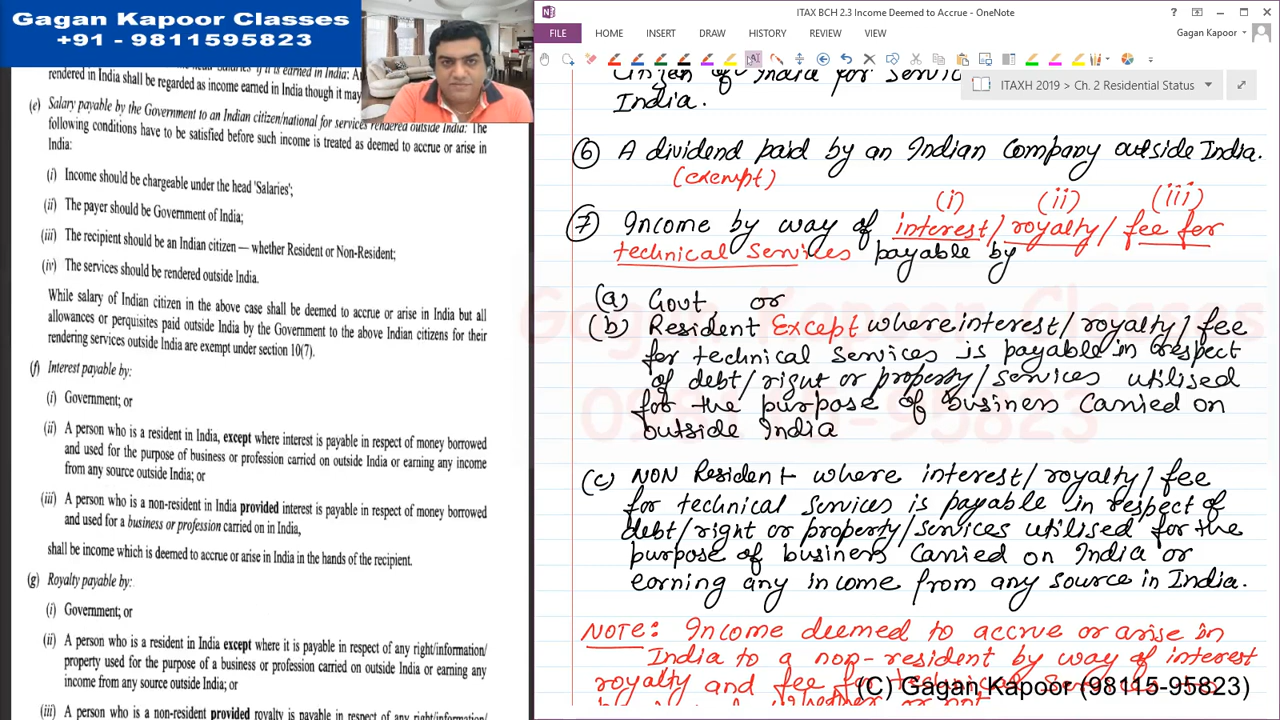 Gagan Kapoor Classes
+91 - 9811595823
rendered in India shall be regarded as income earned in India though it may
(e) Salary payable by the Government to an Indian citizen/national for services rendered outside India: The
following conditions have to be satisfied before such income is treated as deemed to accrue or arise in
India:
(i) Income should be chargeable under the head 'Salaries';
(ii) The payer should be Government of India;
(iii) The recipient should be an Indian citizen — whether Resident or Non-Resident;
(iv) The services should be rendered outside India.
While salary of Indian citizen in the above case shall be deemed to accrue or arise in India but all
allowances or perquisites paid outside India by the Government to the above Indian citizens for their
rendering services outside India are exempt under section 10(7).
(f) Interest payable by:
(i) Government; or
(ii) A person who is a resident in India, except where interest is payable in respect of money borrowed
and used for the purpose of business or profession carried on outside India or earning any income
from any source outside India; or
(iii) A person who is a non-resident in India provided interest is payable in respect of money borrowed
and used for a business or profession carried on in India,
shall be income which is deemed to accrue or arise in India in the hands of the recipient.
(g) Royalty payable by:
(i) Government; or
(ii) A person who is a resident in India except where it is payable in respect of any right/information/
property used for the purpose of a business or profession carried on outside India or earning any
income from any source outside India; or
(iii) A person who is a non-resident provided royalty is payable in respect of any right/information/
ITAX BCH 2.3 Income Deemed to Accrue - OneNote
FILE HOME INSERT DRAW HISTORY REVIEW VIEW
Gagan Kapoor
ITAXH 2019 > Ch. 2 Residential Status
Citizen of India for Servic
India.
(6) A dividend paid by an Indian Company outside India.
(exempt)
(i) (ii) (iii)
(7) Income by way of interest/ royalty/ fee for
technical Services payable by
(a) Govt. or
(b) Resident Except where interest/ royalty/ fee
for technical Services is payable in respect
of debt/right or property/services utilised
for the purpose of business Carried on
outside India
(c) NON Resident where interest/ royalty/ fee
for technical Services is payable in respect of
debt/right or property/services utilised for the
purpose of business Carried on India or
earning any income from any source in India.
NOTE: Income deemed to accrue or arise in
India to a non-resident by way of interest
royalty and fee for technical Services
whether or not
(C) Gagan Kapoor (98115-95823)
Gagan Kapoor Classes